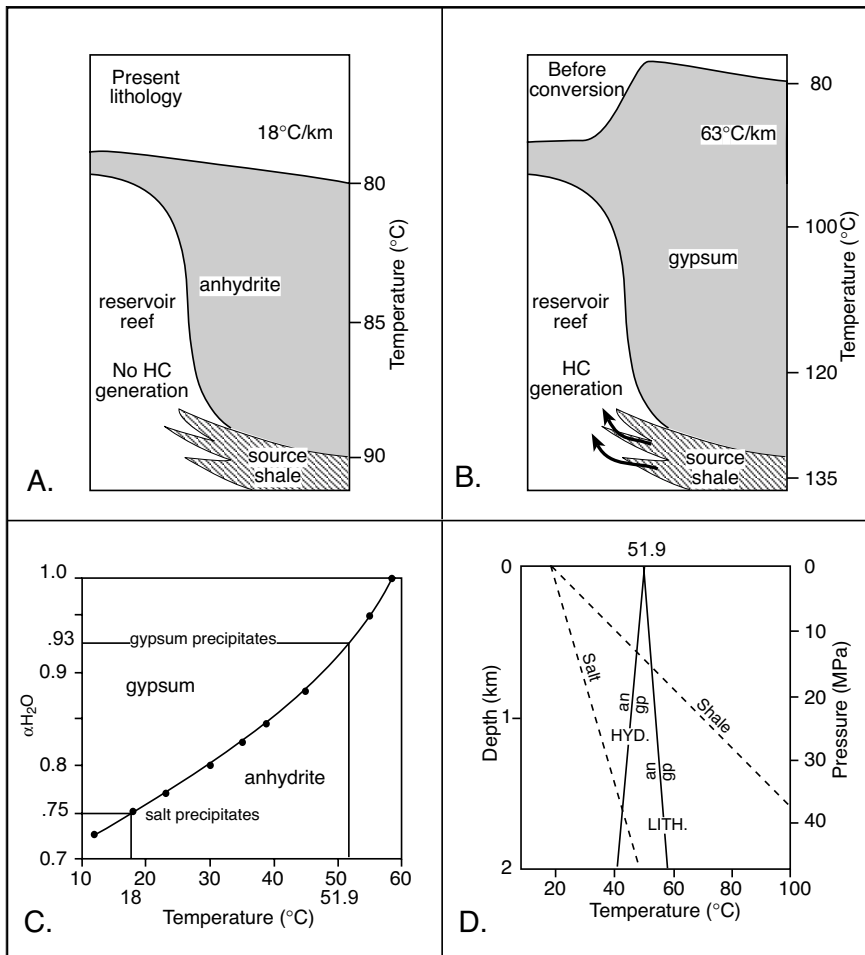 Present
lithology
18°C/km
80
anhydrite
85
reservoir
reef
No HC
generation
source
shale
90
Temperature (°C)
A.
Before
conversion
80
63°C/km
100
gypsum
reservoir
reef
120
HC
generation
source
shale
135
Temperature (°C)
B.
1.0
.93
gypsum precipitates
0.9
gypsum
αH₂O
0.8
anhydrite
.75
salt precipitates
0.7
10
18
20
30
40
50
51.9
60
Temperature (°C)
C.
51.9
0
0
10
Salt
Shale
Depth (km)
an
gp
20
Pressure (MPa)
1
HYD.
an
gp
30
LITH.
40
2
20
40
60
80
100
Temperature (°C)
D.